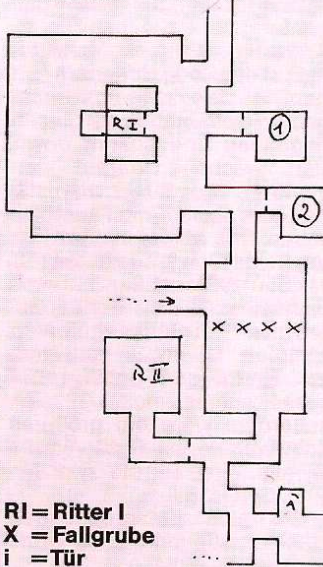 RI
1
2
X X X X
RII
i
RI = Ritter I
X = Fallgrube
i = Tür